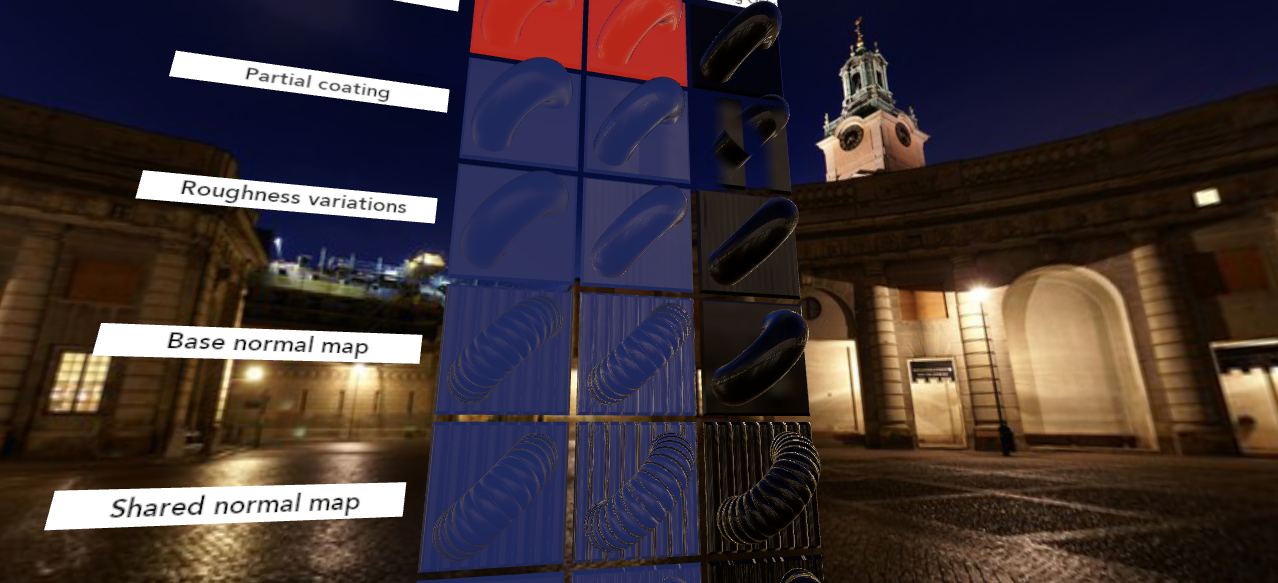 Partial coating
Roughness variations
Base normal map
Shared normal map